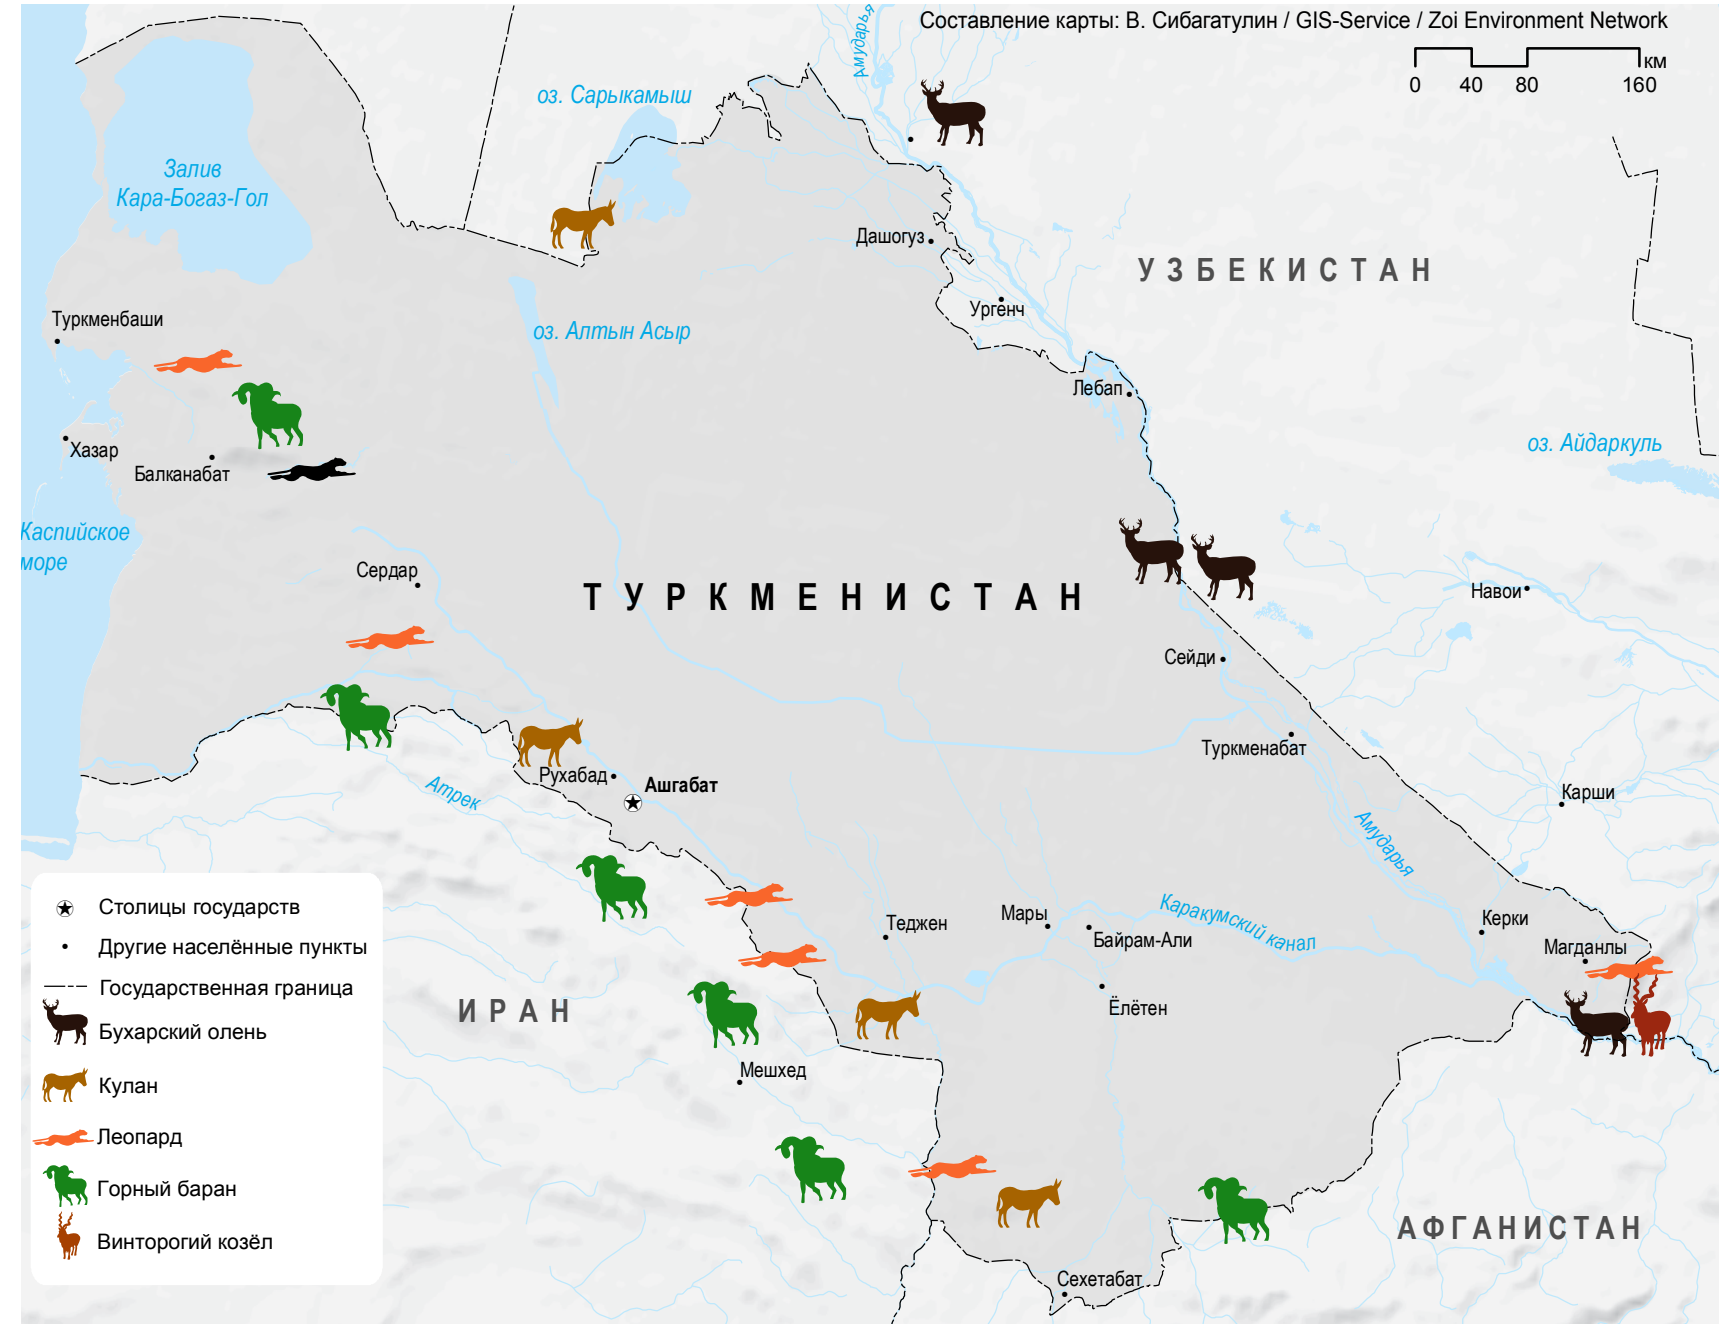 Составление карты: В. Сибагатулин / GIS-Service / Zoi Environment Network
км
0 40 80 160
Амударья
оз. Сарыкамыш
Залив
Кара-Богаз-Гол
Дашогуз
УЗБЕКИСТАН
Ургенч
Туркменбаши
оз. Алтын Асыр
Лебап
оз. Айдаркуль
Хазар
Балканабат
Каспийское
море
Сердар
ТУРКМЕНИСТАН
Навои
Сейди
Туркменабат
Рухабад
Ашгабат
Атрек
Карши
Амударья
Каракумский канал
Теджен
Мары
Байрам-Али
Керки
Магданлы
Ёлётен
ИРАН
Мешхед
АФГАНИСТАН
Сехетабат
Столицы государств
Другие населённые пункты
Государственная граница
Бухарский олень
Кулан
Леопард
Горный баран
Винторогий козёл